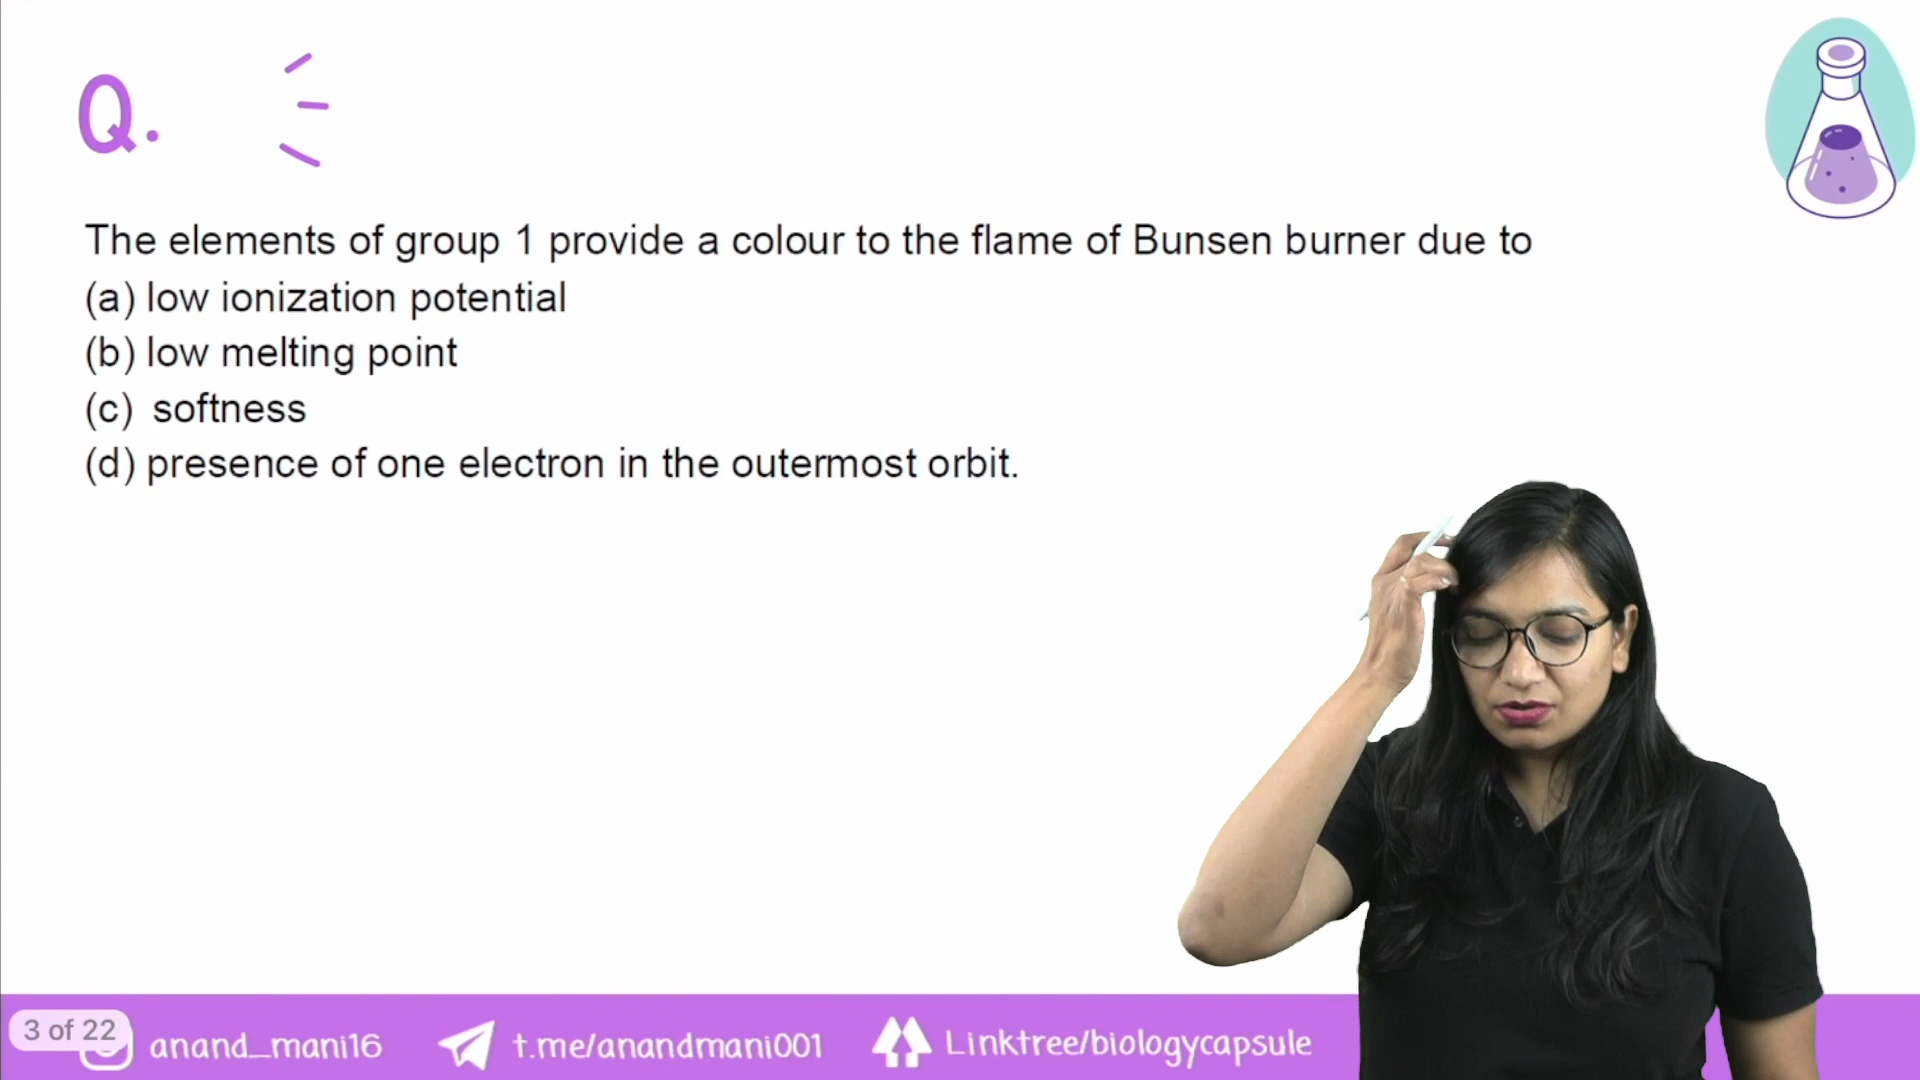 Q.
The elements of group 1 provide a colour to the flame of Bunsen burner due to
(a) low ionization potential
(b) low melting point
(c) softness
(d) presence of one electron in the outermost orbit.
3 of 22
anand_mani16
t.me/anandmani001
Linktree/biologycapsule